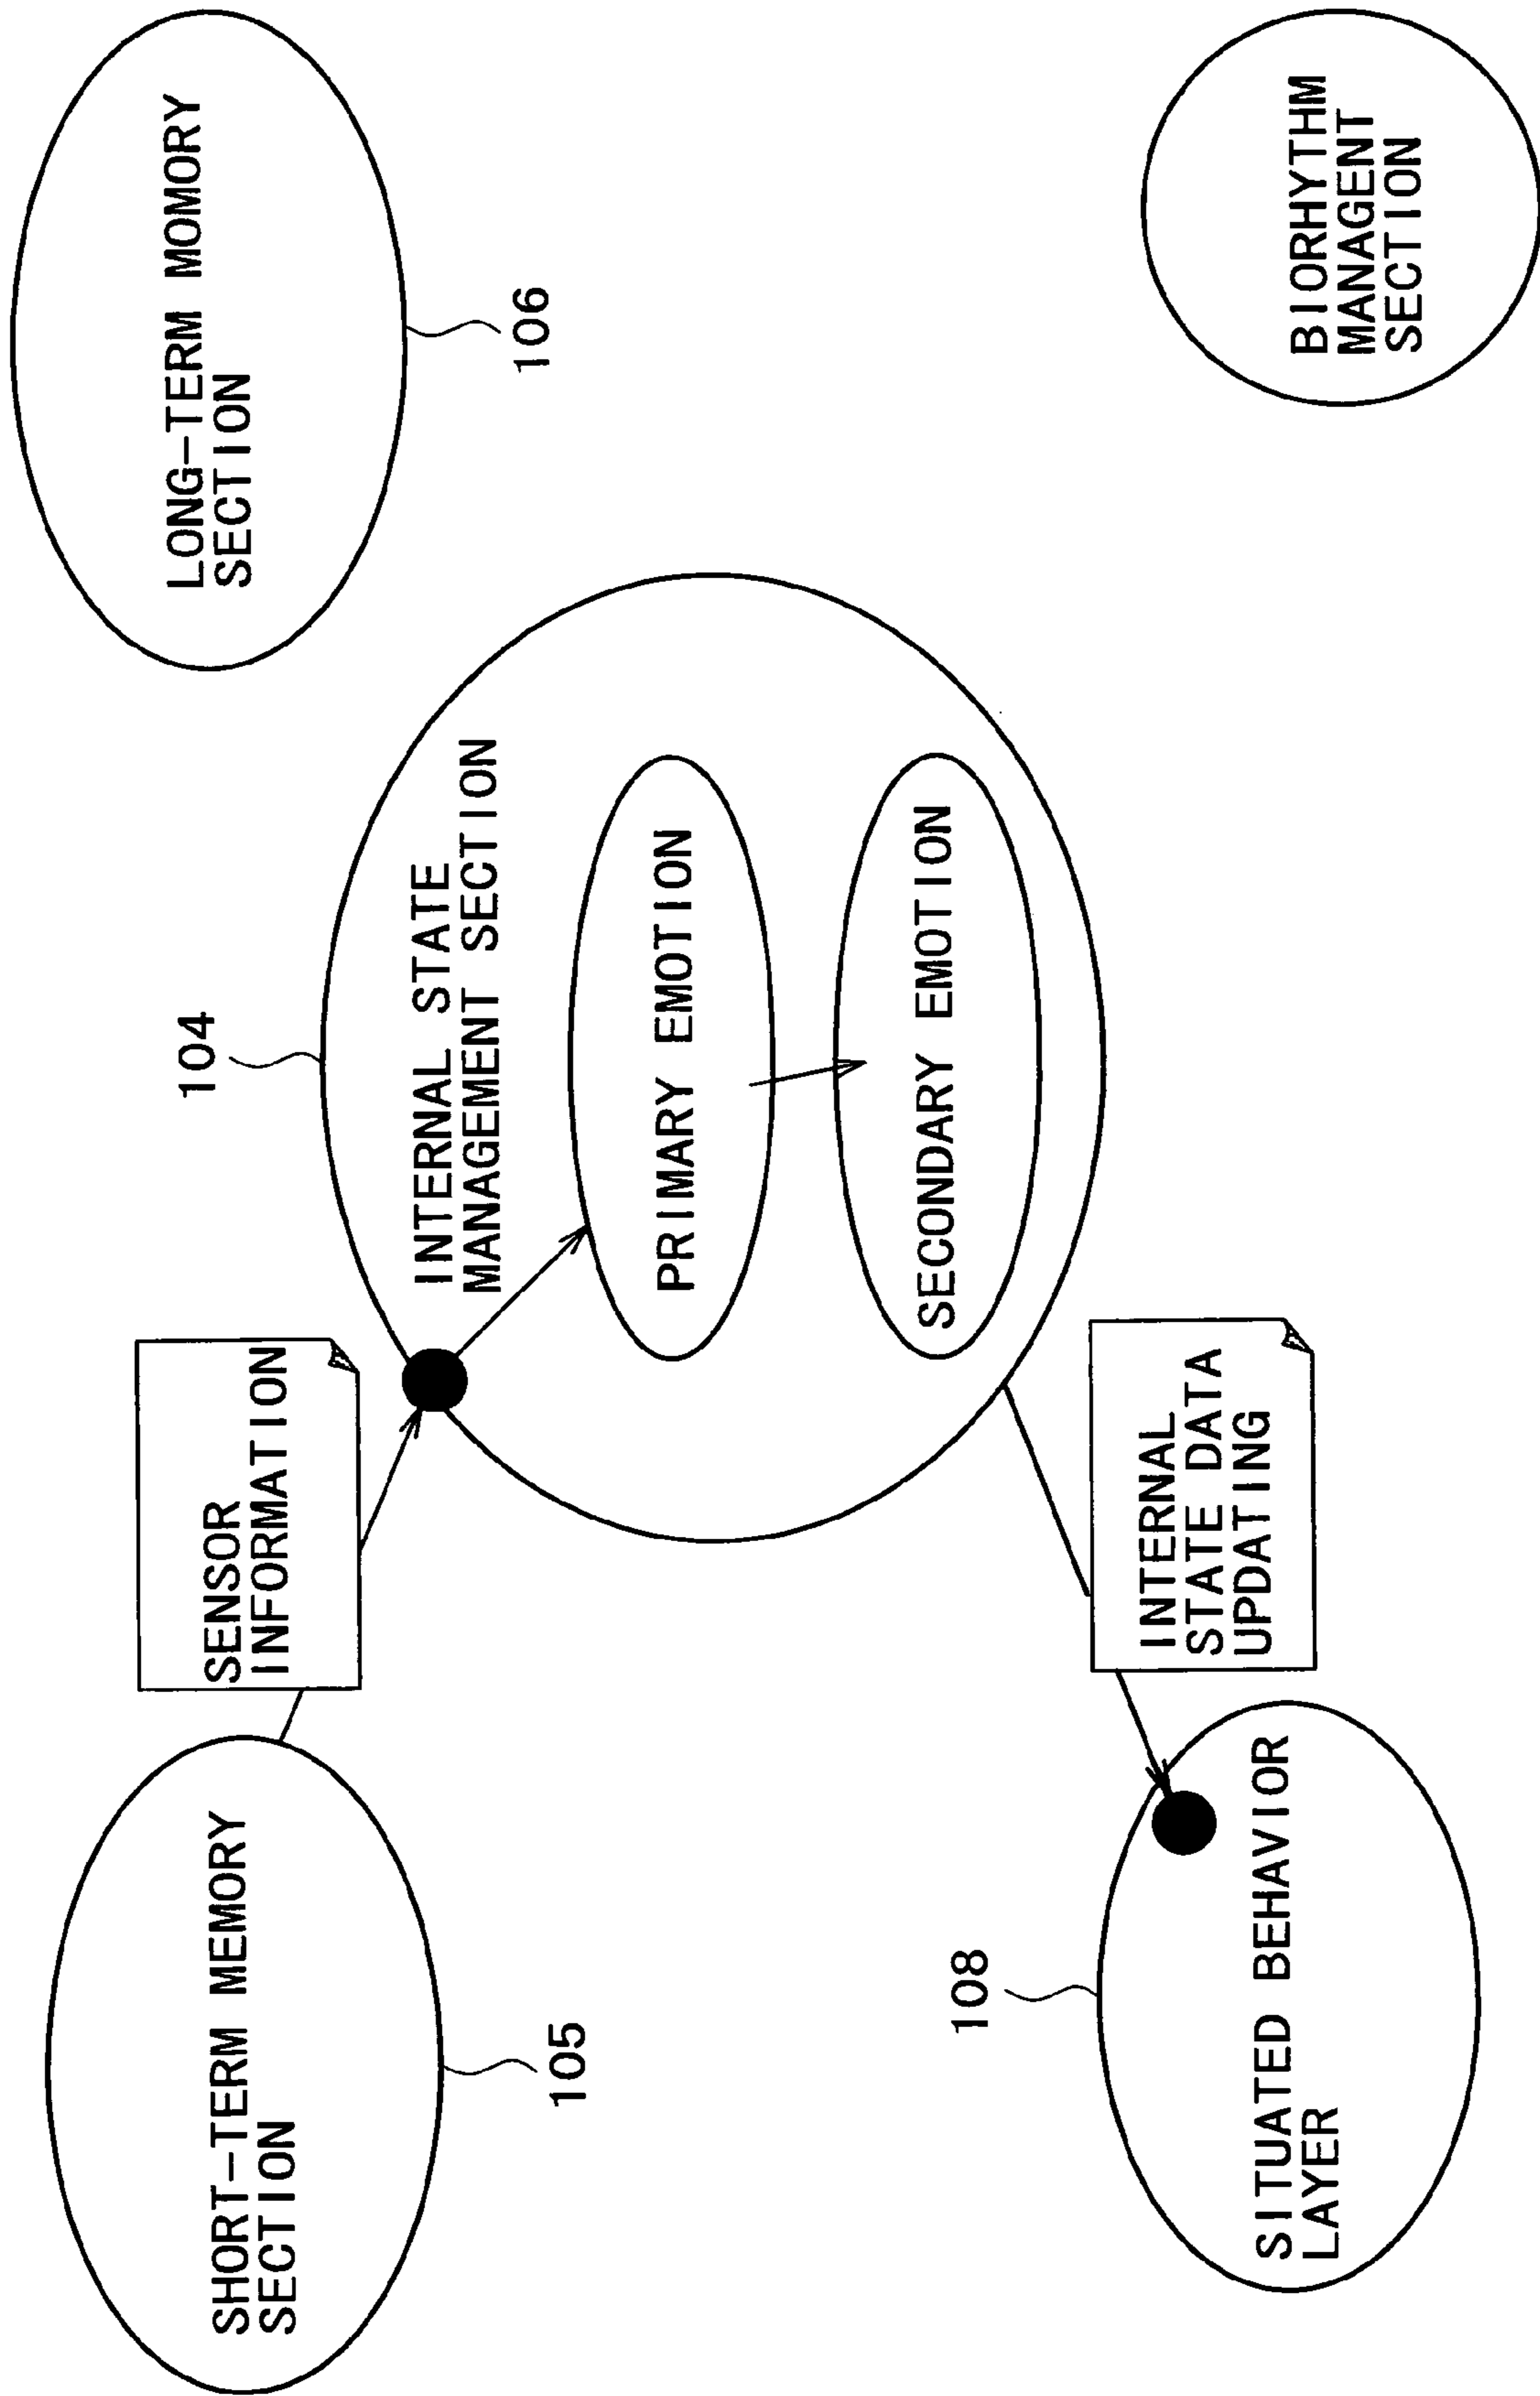 SHORT-TERM MEMORY
SECTION
105
SENSOR
INFORMATION
104
INTERNAL STATE
MANAGEMENT SECTION
PRIMARY EMOTION
SECONDARY EMOTION
LONG-TERM MOMORY
SECTION
106
108
SITUATED BEHAVIOR
LAYER
INTERNAL
STATE DATA
UPDATING
BIORHYTHM
MANAGENT
SECTION